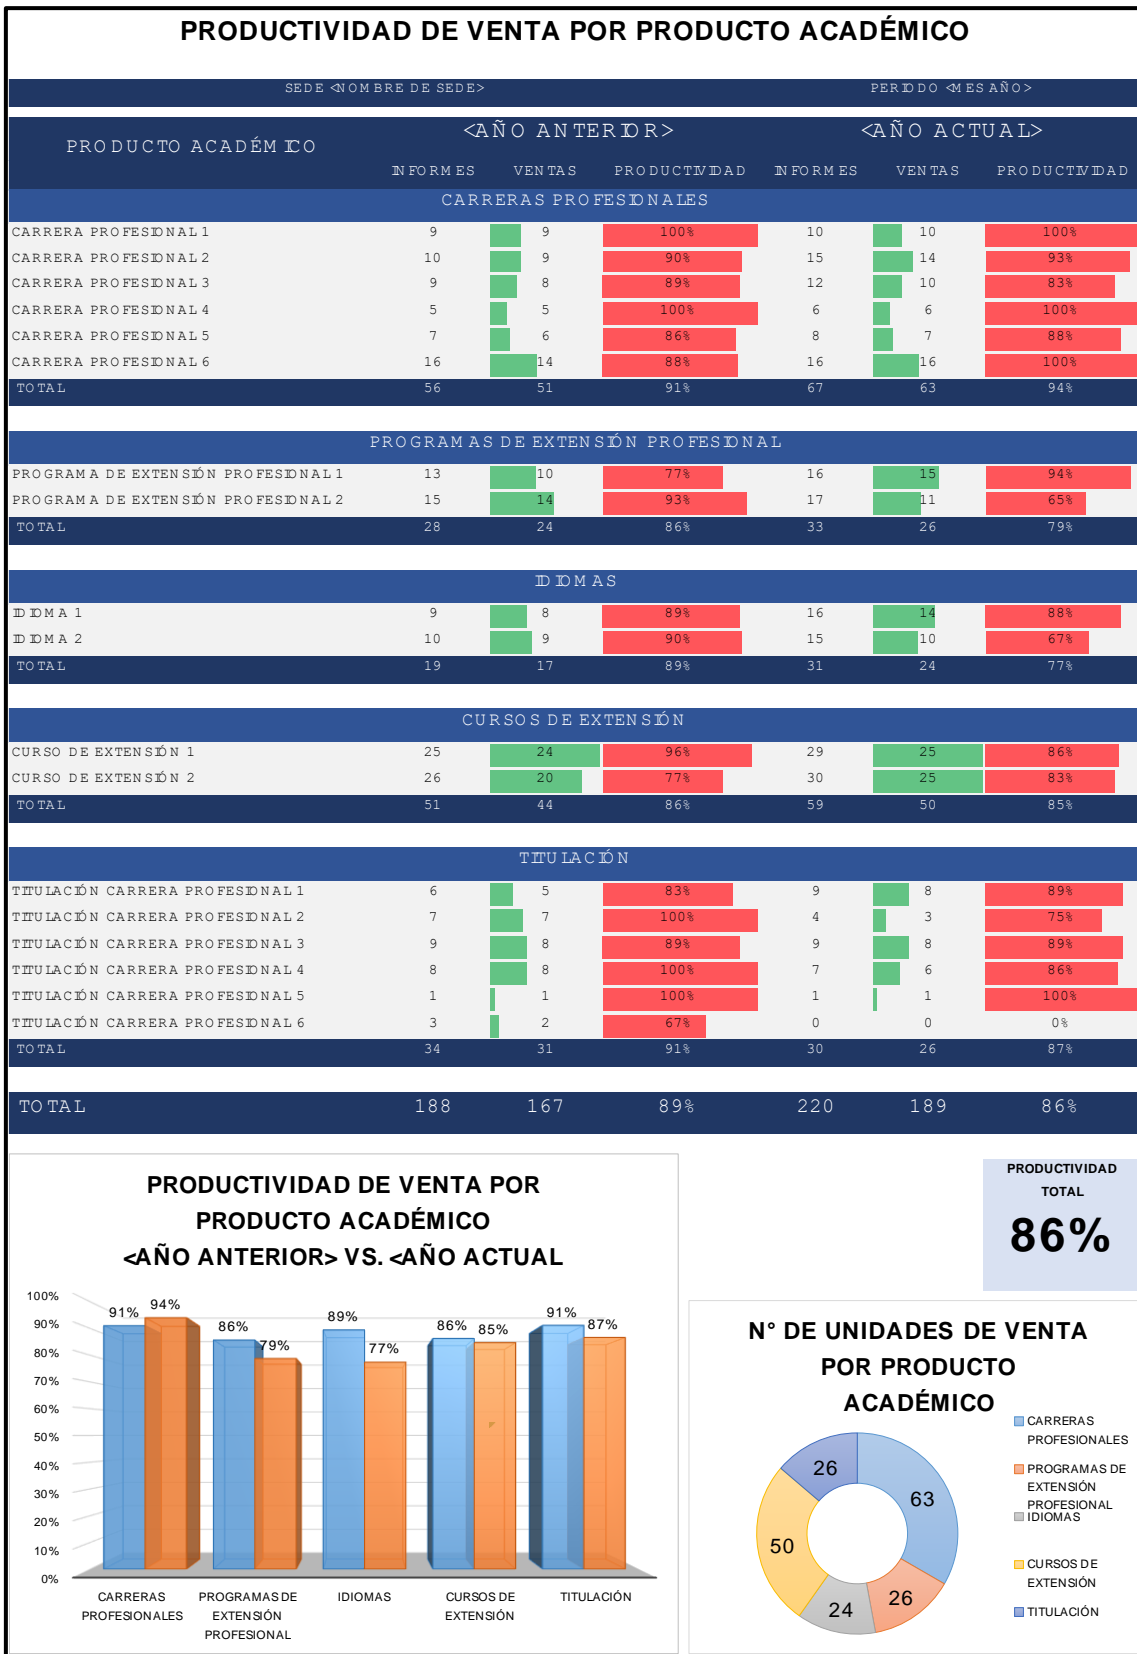 PRODUCTIVIDAD DE VENTA POR PRODUCTO ACADÉMICO
SEDE <NOMBRE DE SEDE> PERIODO <MES AÑO>
PRODUCTO ACADÉMICO <AÑO ANTERIOR> <AÑO ACTUAL>
INFORMES VENTAS PRODUCTIVIDAD INFORMES VENTAS PRODUCTIVIDAD
CARRERAS PROFESIONALES
CARRERA PROFESIONAL 1 9 9 100% 10 10 100%
CARRERA PROFESIONAL 2 10 9 90% 15 14 93%
CARRERA PROFESIONAL 3 9 8 89% 12 10 83%
CARRERA PROFESIONAL 4 5 5 100% 6 6 100%
CARRERA PROFESIONAL 5 7 6 86% 8 7 88%
CARRERA PROFESIONAL 6 16 14 88% 16 16 100%
TOTAL 56 51 91% 67 63 94%
PROGRAMAS DE EXTENSIÓN PROFESIONAL
PROGRAMA DE EXTENSIÓN PROFESIONAL 1 13 10 77% 16 15 94%
PROGRAMA DE EXTENSIÓN PROFESIONAL 2 15 14 93% 17 11 65%
TOTAL 28 24 86% 33 26 79%
IDIOMAS
IDIOMA 1 9 8 89% 16 14 88%
IDIOMA 2 10 9 90% 15 10 67%
TOTAL 19 17 89% 31 24 77%
CURSOS DE EXTENSIÓN
CURSO DE EXTENSIÓN 1 25 24 96% 29 25 86%
CURSO DE EXTENSIÓN 2 26 20 77% 30 25 83%
TOTAL 51 44 86% 59 50 85%
TITULACIÓN
TITULACIÓN CARRERA PROFESIONAL 1 6 5 83% 9 8 89%
TITULACIÓN CARRERA PROFESIONAL 2 7 7 100% 4 3 75%
TITULACIÓN CARRERA PROFESIONAL 3 9 8 89% 9 8 89%
TITULACIÓN CARRERA PROFESIONAL 4 8 8 100% 7 6 86%
TITULACIÓN CARRERA PROFESIONAL 5 1 1 100% 1 1 100%
TITULACIÓN CARRERA PROFESIONAL 6 3 2 67% 0 0 0%
TOTAL 34 31 91% 30 26 87%
TOTAL 188 167 89% 220 189 86%
PRODUCTIVIDAD DE VENTA POR
PRODUCTO ACADÉMICO
<AÑO ANTERIOR> VS. <AÑO ACTUAL
100%
90%
80%
70%
60%
50%
40%
30%
20%
10%
0%
91% 94% 86% 79% 89% 77% 86% 85% 91% 87%
CARRERAS
PROFESIONALES
PROGRAMAS DE
EXTENSIÓN
PROFESIONAL
IDIOMAS
CURSOS DE
EXTENSIÓN
TITULACIÓN
PRODUCTIVIDAD
TOTAL
86%
N° DE UNIDADES DE VENTA
POR PRODUCTO
ACADÉMICO
63
26
24
50
26
CARRERAS
PROFESIONALES
PROGRAMAS DE
EXTENSIÓN
PROFESIONAL
IDIOMAS
CURSOS DE
EXTENSIÓN
TITULACIÓN